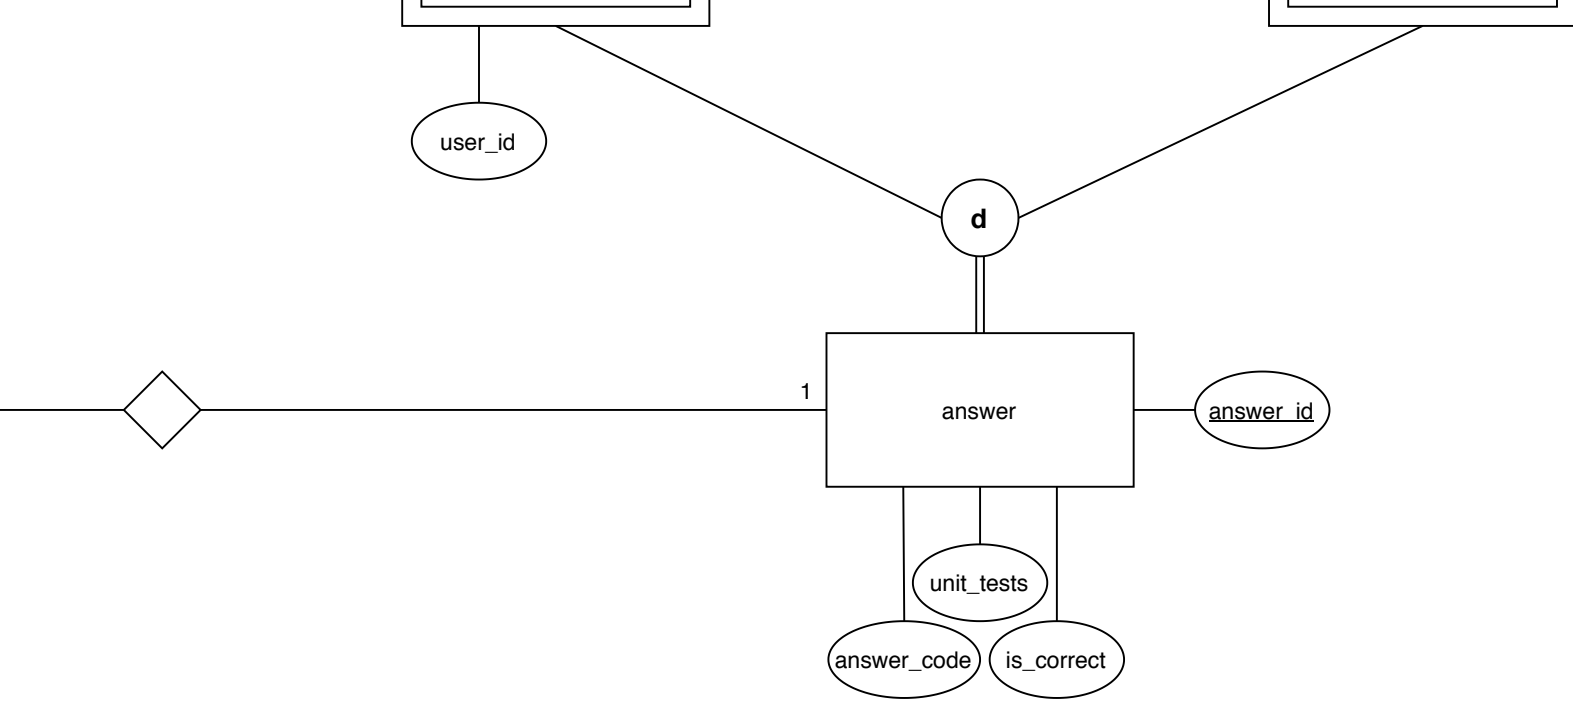 user_id
d
1
answer
answer_id
unit_tests
answer_code
is_correct